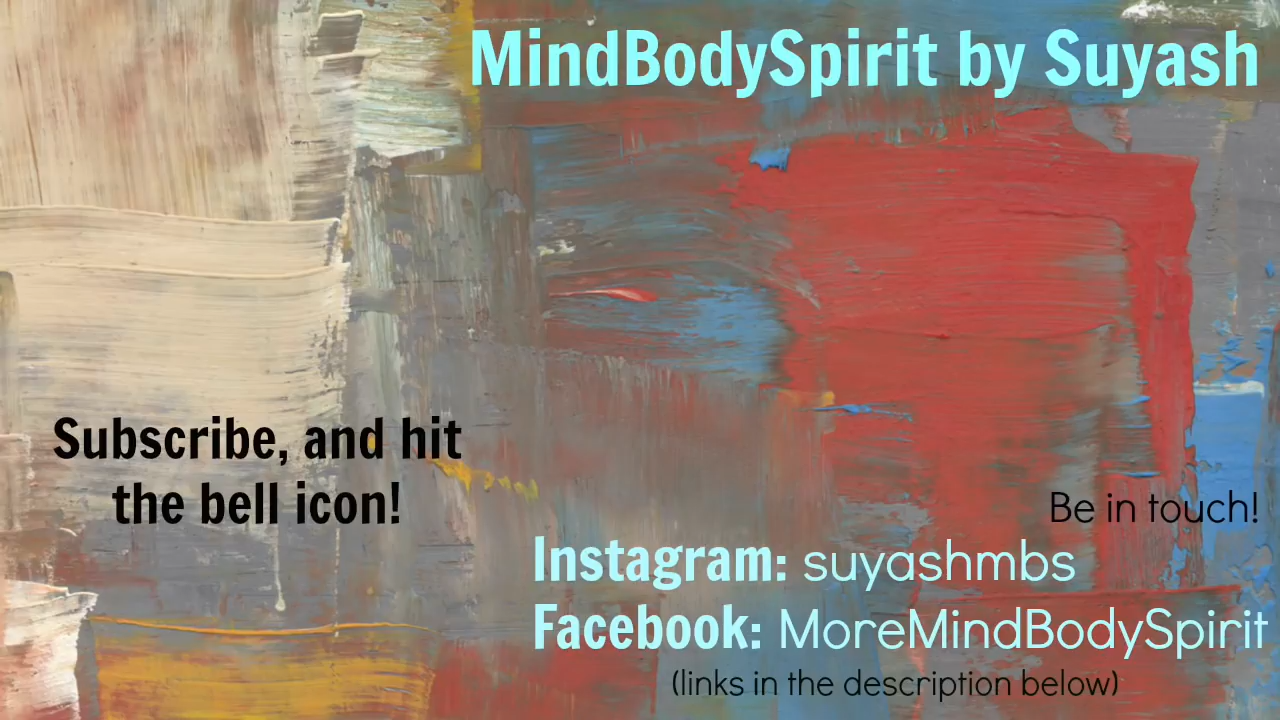 MindBodySpirit by Suyash
Subscribe, and hit
the bell icon!
Be in touch!
Instagram: suyashmbs
Facebook: MoreMindBodySpirit
(links in the description below)